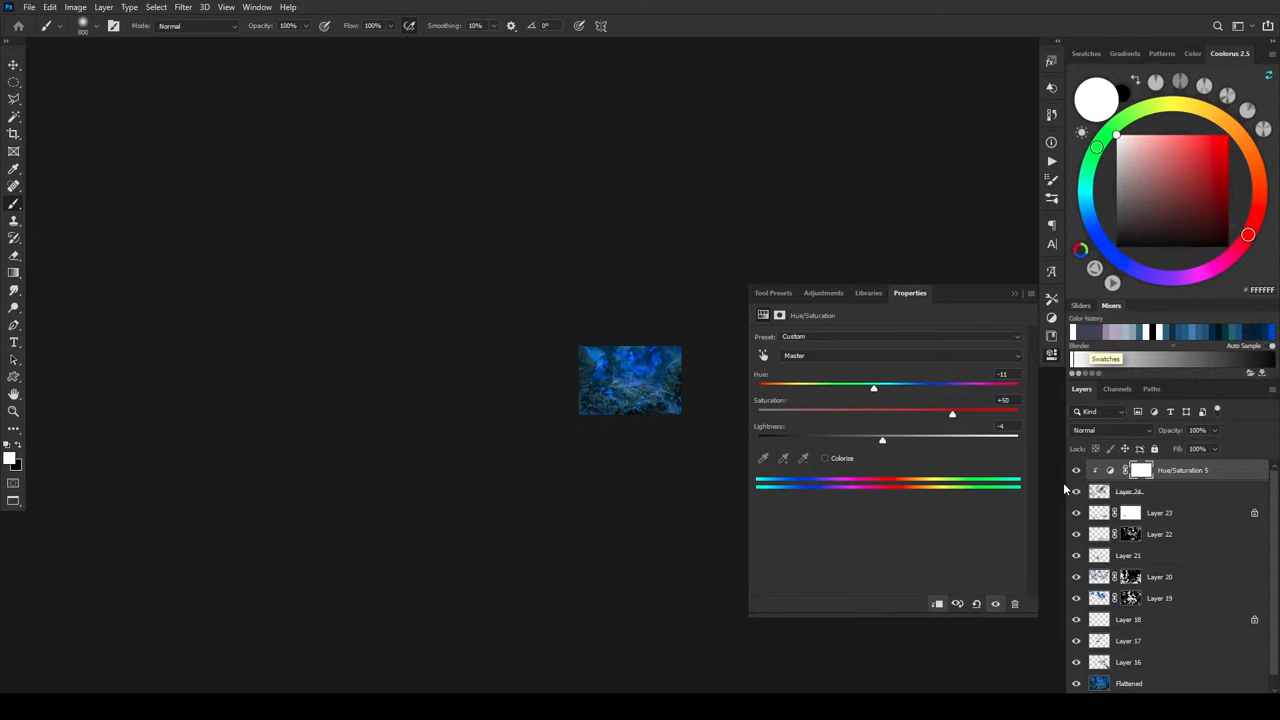 Ps File Edit Image Layer Type Select Filter 3D View Window Help
800 Mode: Normal Opacity: 100% Flow: 100% Smoothing: 10% 0°
Swatches Gradients Patterns Color Coolorus 2.5
# FFFFFF
Sliders Mixers
Color history
Blender Auto Sample
Swatches
Tool Presets Adjustments Libraries Properties
Hue/Saturation
Preset: Custom
Master
Hue: -11
Saturation: +50
Lightness: -4
Colorize
Layers Channels Paths
Kind
Normal Opacity: 100%
Lock: Fill: 100%
Hue/Saturation 5
Layer 24
Layer 23
Layer 22
Layer 21
Layer 20
Layer 19
Layer 18
Layer 17
Layer 16
Flattened